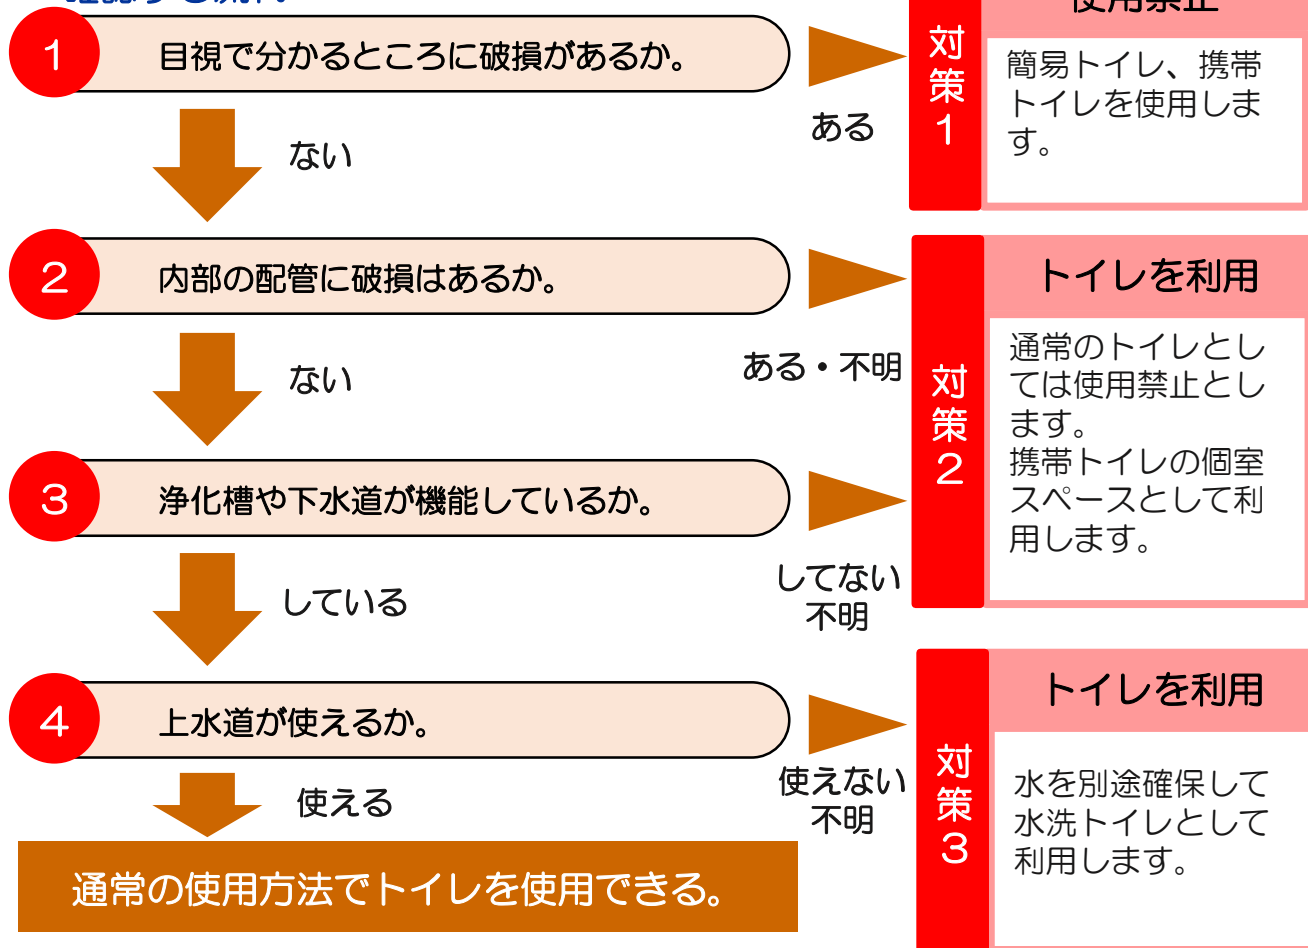 確認する流れ
使用禁止
1
目視で分かるところに破損があるか。
ある
対策1
簡易トイレ、携帯
トイレを使用しま
す。
ない
2
内部の配管に破損はあるか。
ある・不明
対策2
トイレを利用
通常のトイレとし
ては使用禁止とし
ます。
携帯トイレの個室
スペースとして利
用します。
ない
3
浄化槽や下水道が機能しているか。
してない
不明
している
4
上水道が使えるか。
使えない
不明
対策3
トイレを利用
水を別途確保して
水洗トイレとして
利用します。
使える
通常の使用方法でトイレを使用できる。